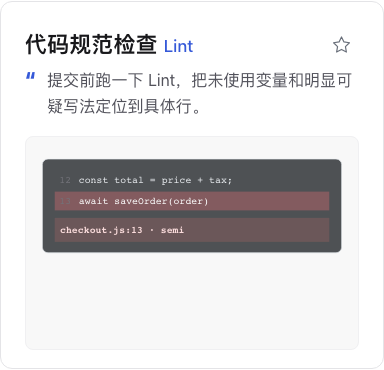 代码规范检查 Lint
“ 提交前跑一下 Lint，把未使用变量和明显可
疑写法定位到具体行。
12 const total = price + tax;
await saveOrder(order)
checkout.js:13 · semi